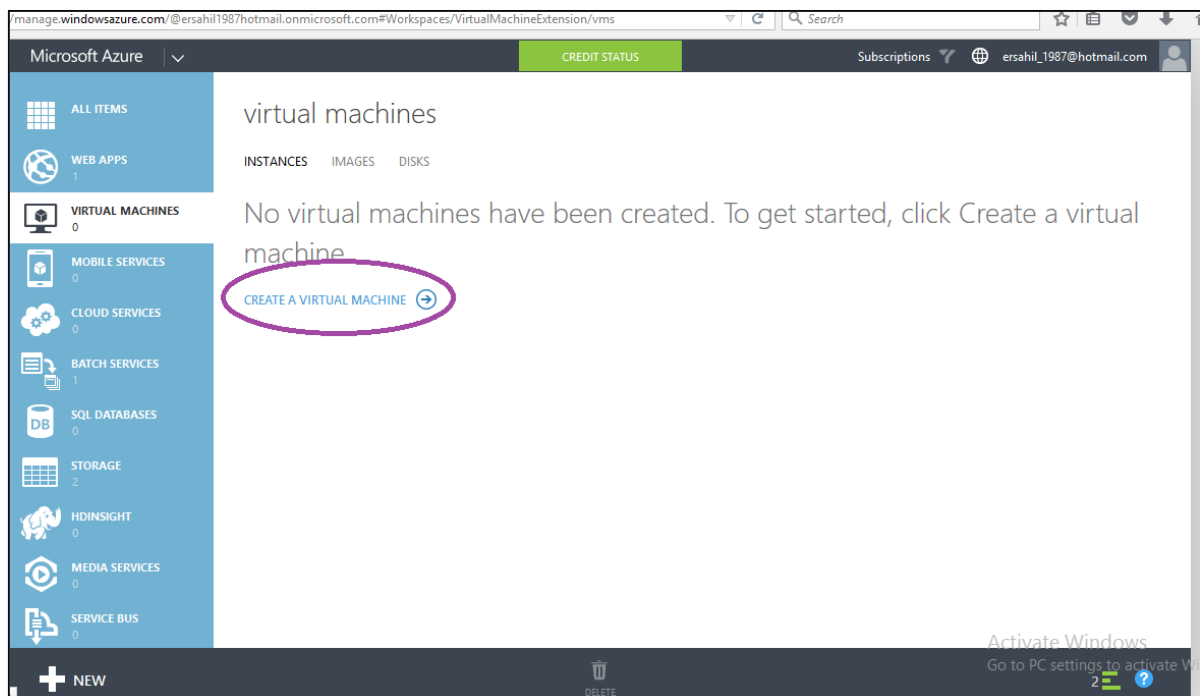 /manage.windowsazure.com/@ersahil1987hotmail.onmicrosoft.com#Workspaces/VirtualMachineExtension/vms
Search
Microsoft Azure
CREDIT STATUS
Subscriptions
ersahil_1987@hotmail.com
ALL ITEMS
WEB APPS
1
VIRTUAL MACHINES
0
MOBILE SERVICES
0
CLOUD SERVICES
0
BATCH SERVICES
1
SQL DATABASES
0
DB
STORAGE
2
HDINSIGHT
0
MEDIA SERVICES
0
SERVICE BUS
0
virtual machines
INSTANCES IMAGES DISKS
No virtual machines have been created. To get started, click Create a virtual
machine
CREATE A VIRTUAL MACHINE
Activate Windows
Go to PC settings to activate Wi
NEW
DELETE
2
?